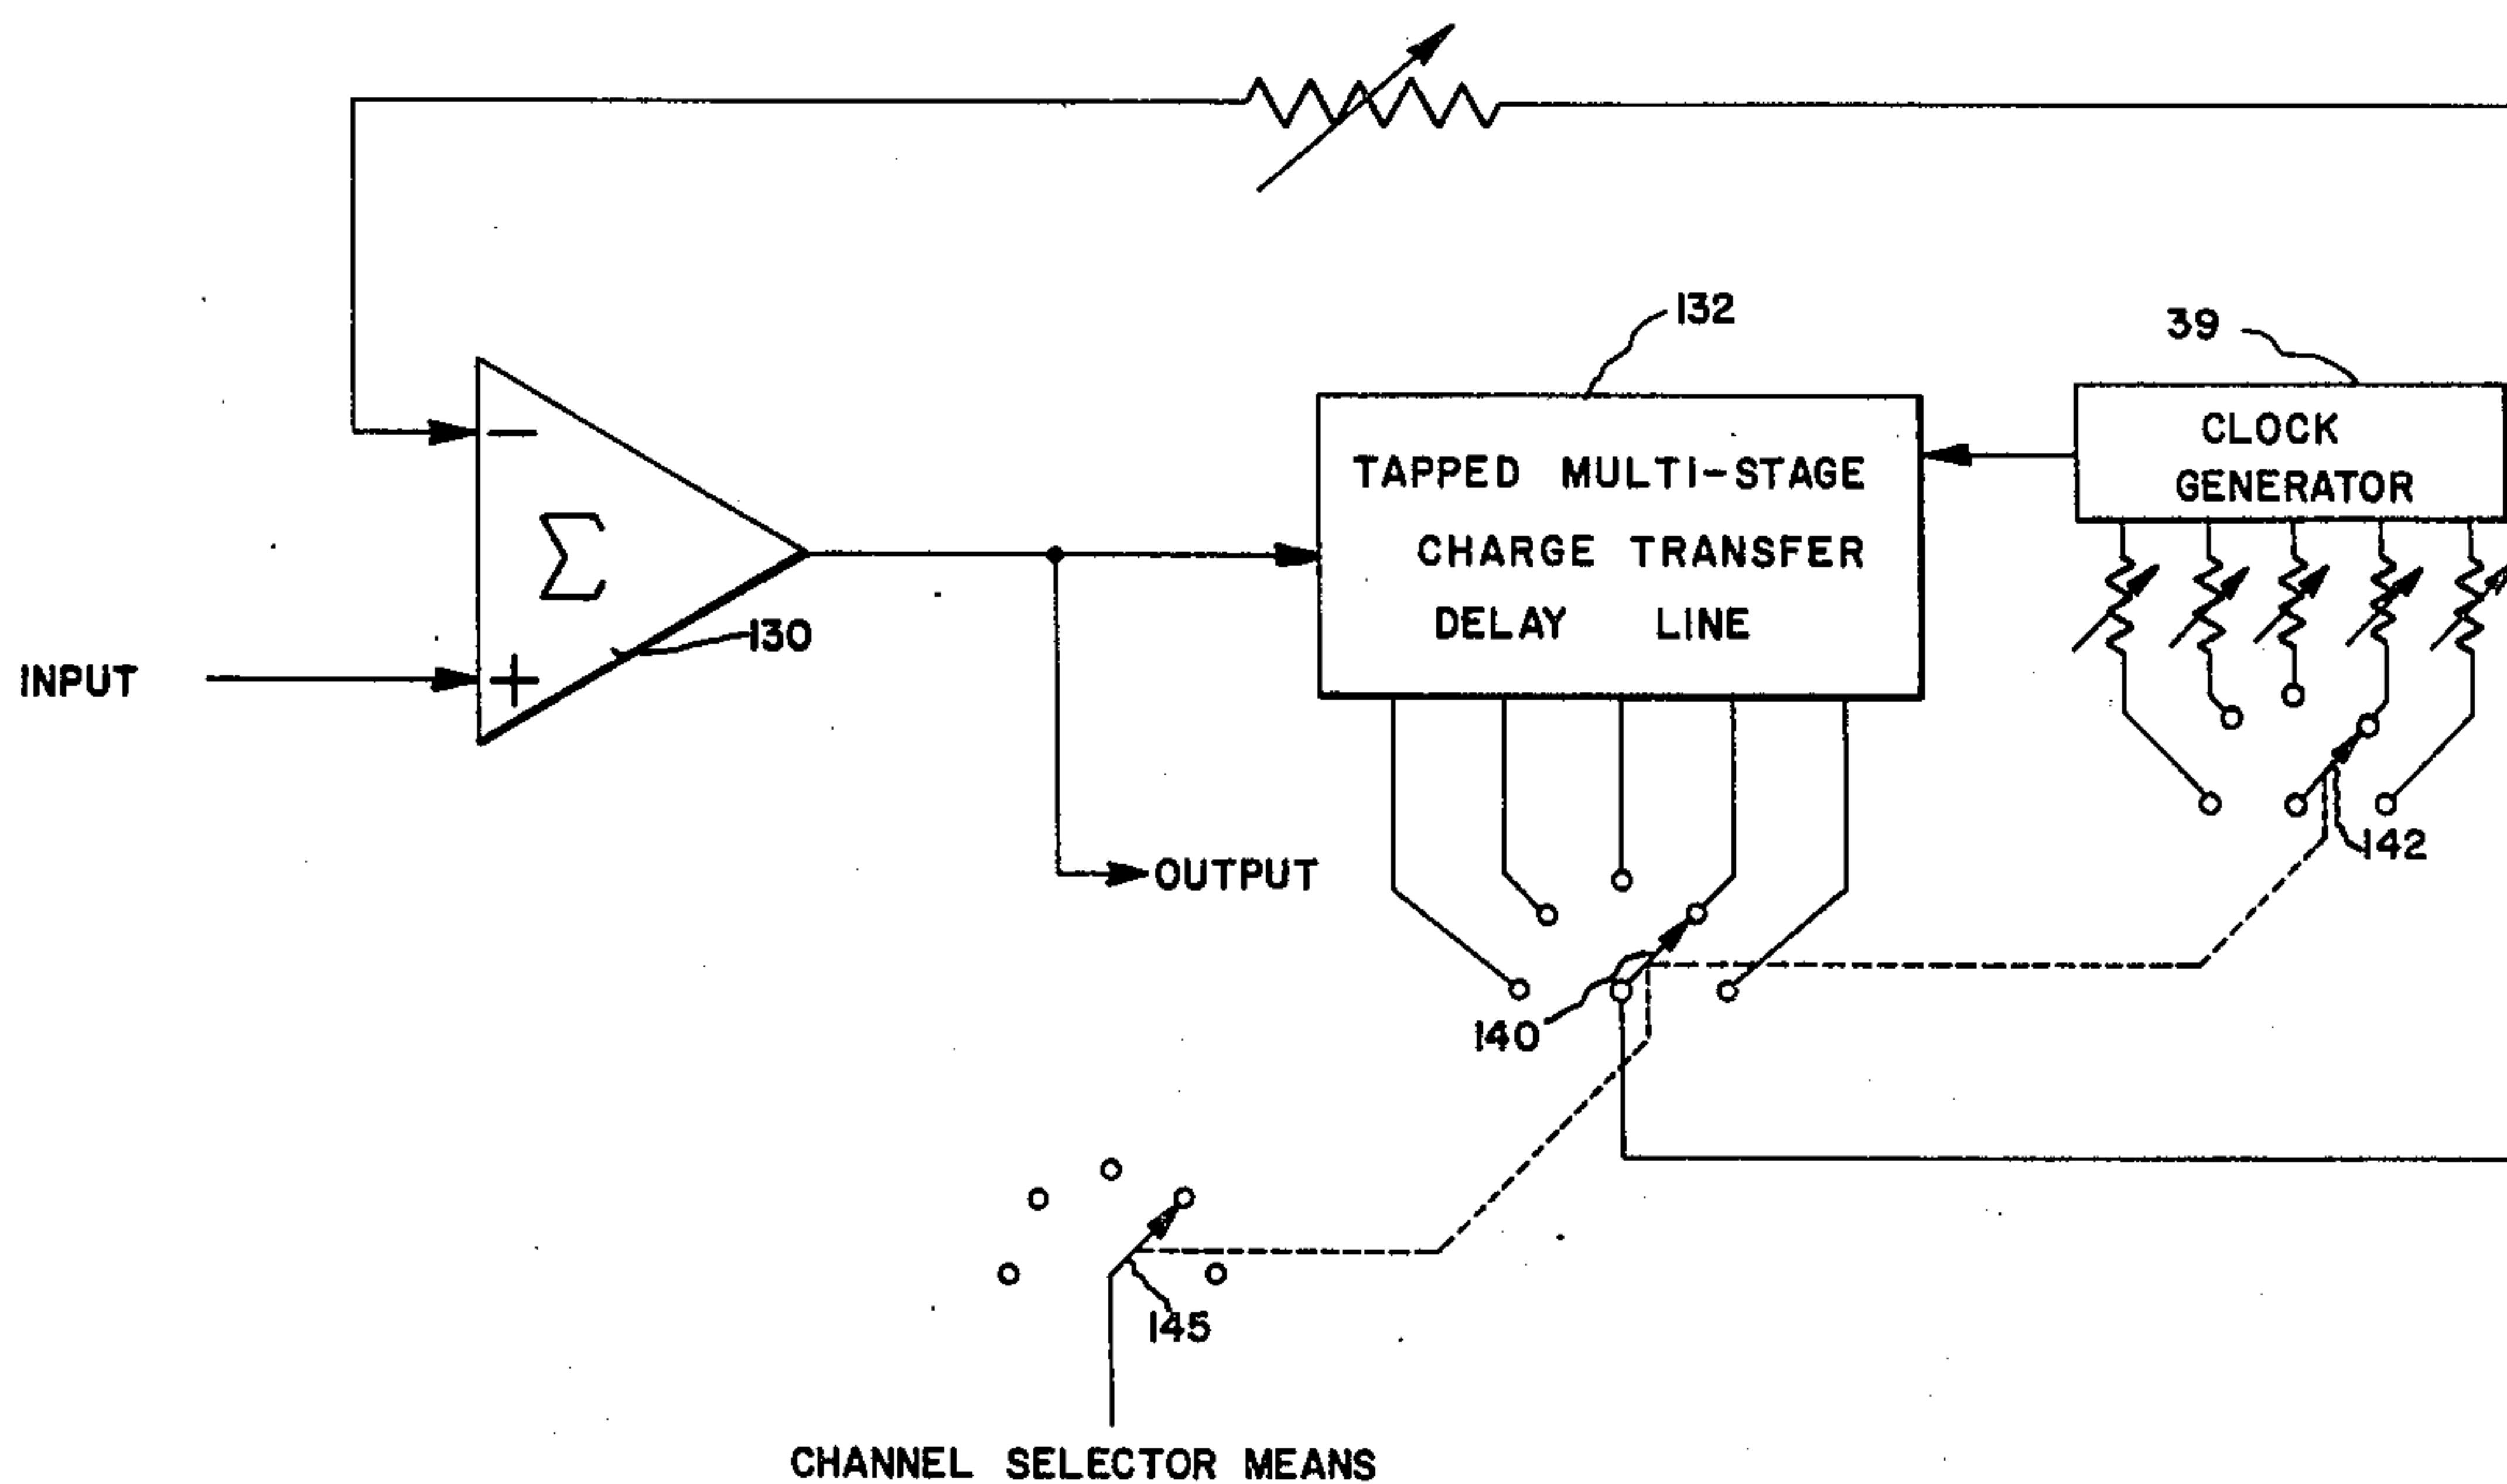 132
39
CLOCK
GENERATOR
TAPPED MULTI-STAGE
CHARGE TRANSFER
DELAY LINE
−
Σ
130
INPUT
+
142
OUTPUT
140
145
CHANNEL SELECTOR MEANS